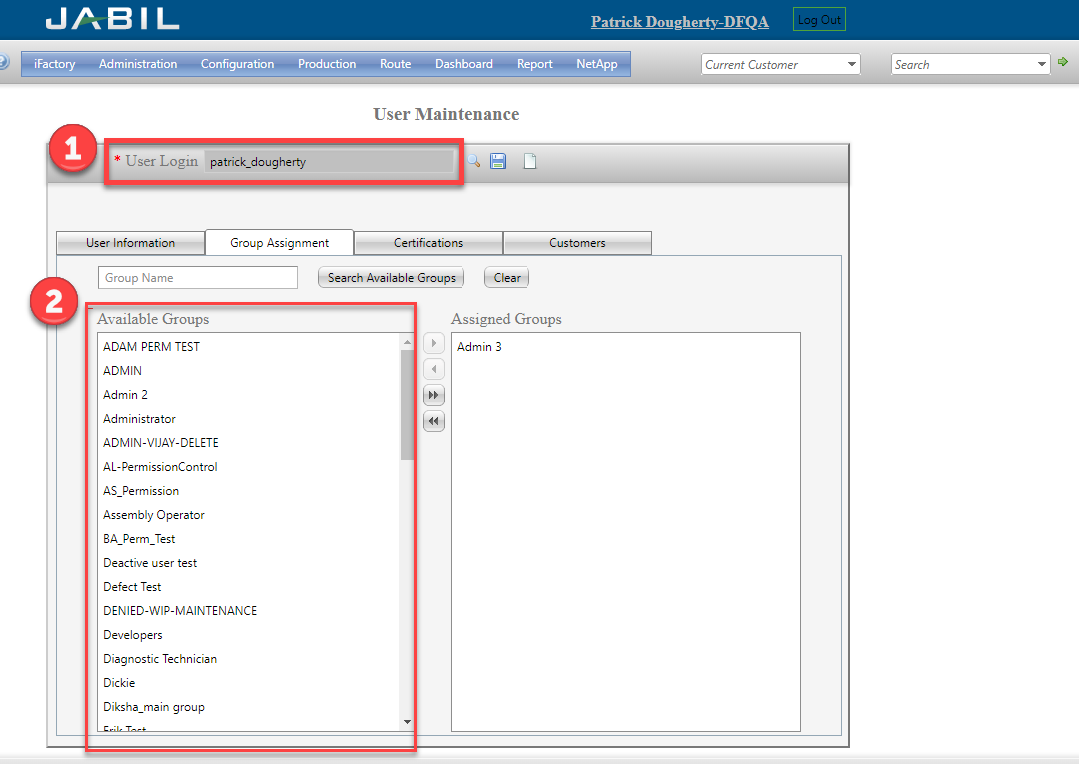 JABIL
Patrick Dougherty-DFQA
Log Out
iFactory Administration Configuration Production Route Dashboard Report NetApp
Current Customer
Search
User Maintenance
1
* User Login patrick_dougherty
User Information Group Assignment Certifications Customers
Group Name Search Available Groups Clear
2
Available Groups
ADAM PERM TEST
ADMIN
Admin 2
Administrator
ADMIN-VIJAY-DELETE
AL-PermissionControl
AS_Permission
Assembly Operator
BA_Perm_Test
Deactive user test
Defect Test
DENIED-WIP-MAINTENANCE
Developers
Diagnostic Technician
Dickie
Diksha_main group
Erik Test
Assigned Groups
Admin 3